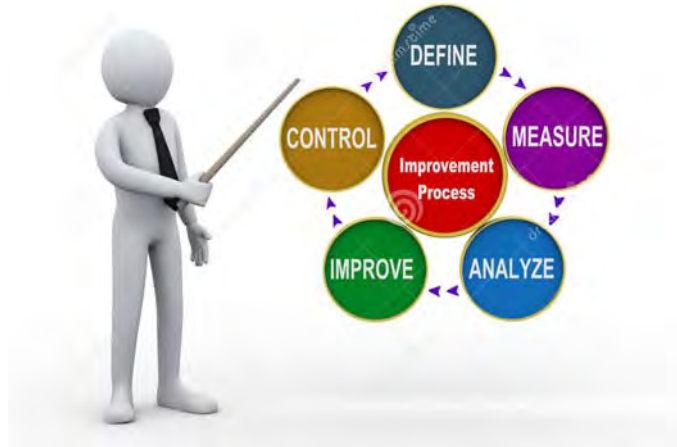 DEFINE
MEASURE
ANALYZE
IMPROVE
CONTROL
Improvement
Process